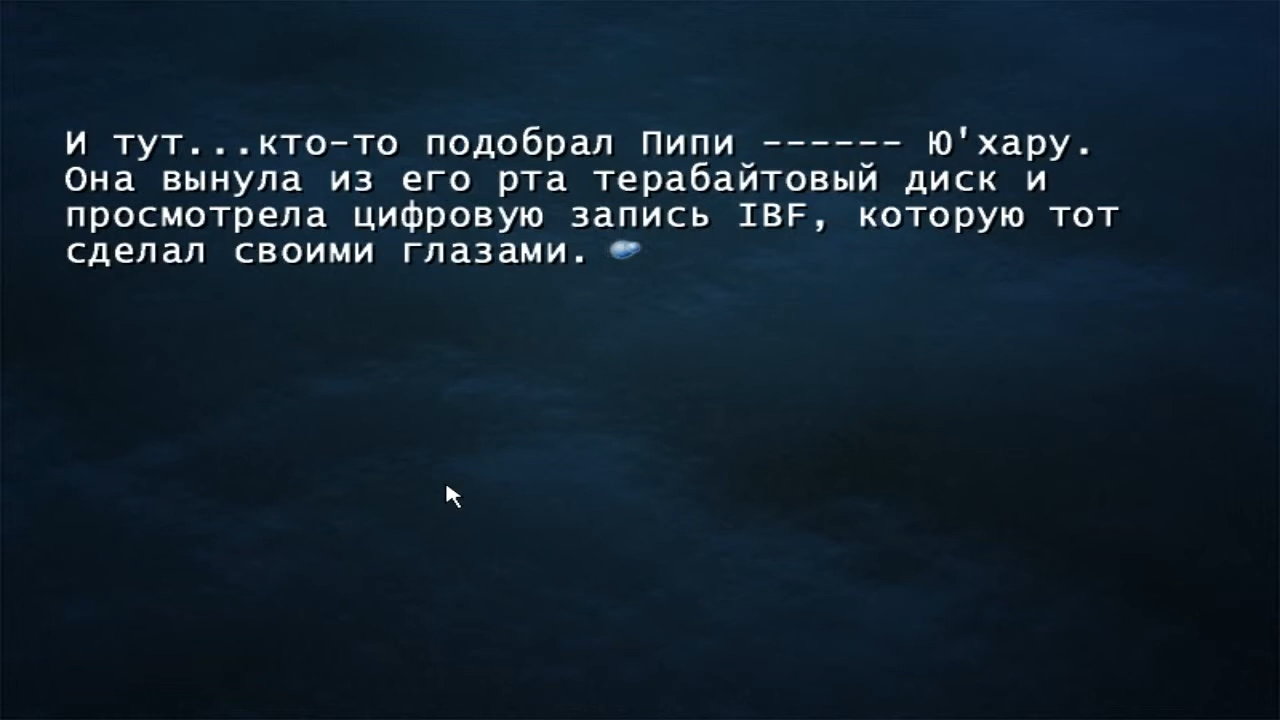 И тут...кто-то подобрал Пипи ------ Ю'хару.
Она вынула из его рта терабайтовый диск и
просмотрела цифровую запись IBF, которую тот
сделал своими глазами.